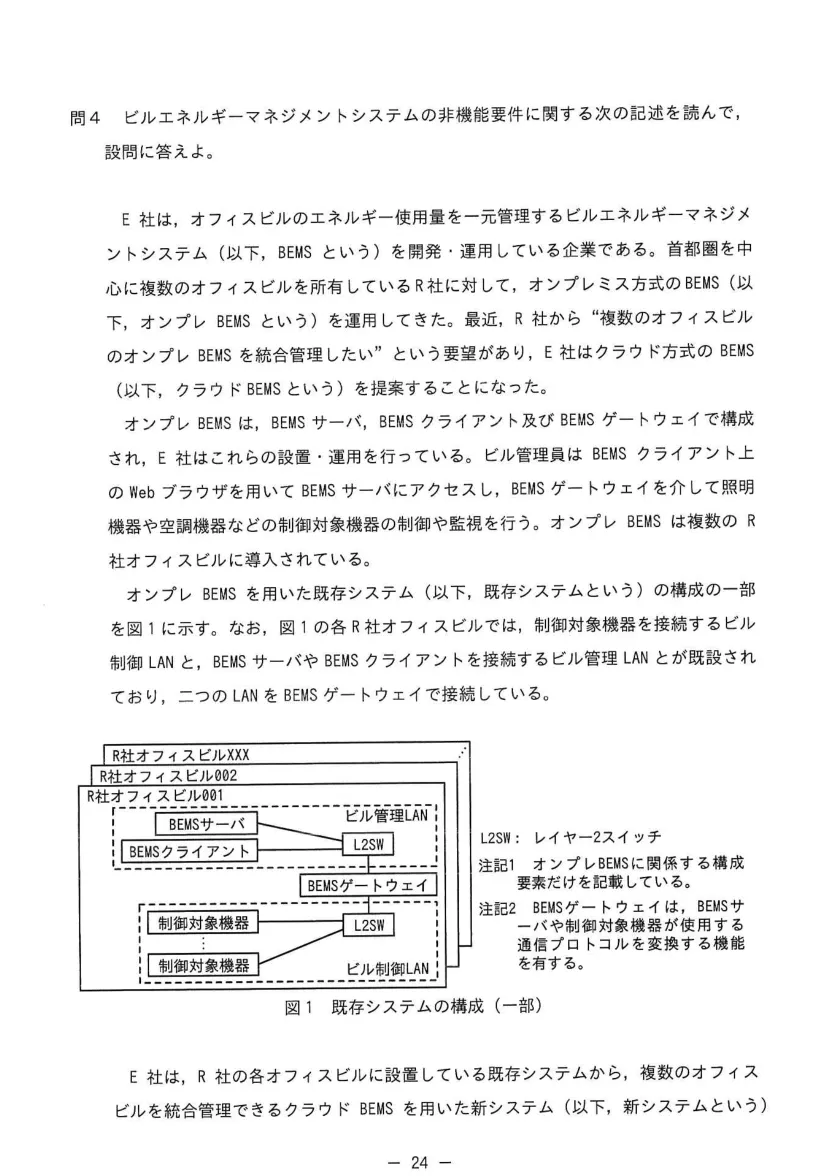 問４　ビルエネルギーマネジメントシステムの非機能要件に関する次の記述を読んで，
設問に答えよ。
E 社は，オフィスビルのエネルギー使用量を一元管理するビルエネルギーマネジメ
ントシステム（以下，BEMS という）を開発・運用している企業である。首都圏を中
心に複数のオフィスビルを所有しているR社に対して，オンプレミス方式のBEMS（以
下，オンプレ BEMS という）を運用してきた。最近，R 社から“複数のオフィスビル
のオンプレ BEMS を統合管理したい”という要望があり，E 社はクラウド方式の BEMS
（以下，クラウド BEMS という）を提案することになった。
オンプレ BEMS は，BEMS サーバ，BEMS クライアント及び BEMS ゲートウェイで構成
され，E 社はこれらの設置・運用を行っている。ビル管理員は BEMS クライアント上
の Web ブラウザを用いて BEMS サーバにアクセスし，BEMS ゲートウェイを介して照明
機器や空調機器などの制御対象機器の制御や監視を行う。オンプレ BEMS は複数の R
社オフィスビルに導入されている。
オンプレ BEMS を用いた既存システム（以下，既存システムという）の構成の一部
を図１に示す。なお，図１の各Ｒ社オフィスビルでは，制御対象機器を接続するビル
制御 LAN と，BEMS サーバや BEMS クライアントを接続するビル管理 LAN とが既設され
ており，二つの LAN を BEMS ゲートウェイで接続している。
R社オフィスビルXXX
R社オフィスビル002
R社オフィスビル001
ビル管理LAN
BEMSサーバ
L2SW
BEMSクライアント
BEMSゲートウェイ
制御対象機器
L2SW
⋮
制御対象機器
ビル制御LAN
L2SW： レイヤー2スイッチ
注記1　オンプレBEMSに関係する構成
要素だけを記載している。
注記2　BEMSゲートウェイは，BEMSサ
ーバや制御対象機器が使用する
通信プロトコルを変換する機能
を有する。
図１　既存システムの構成（一部）
E 社は，R 社の各オフィスビルに設置している既存システムから，複数のオフィス
ビルを統合管理できるクラウド BEMS を用いた新システム（以下，新システムという）
— 24 —